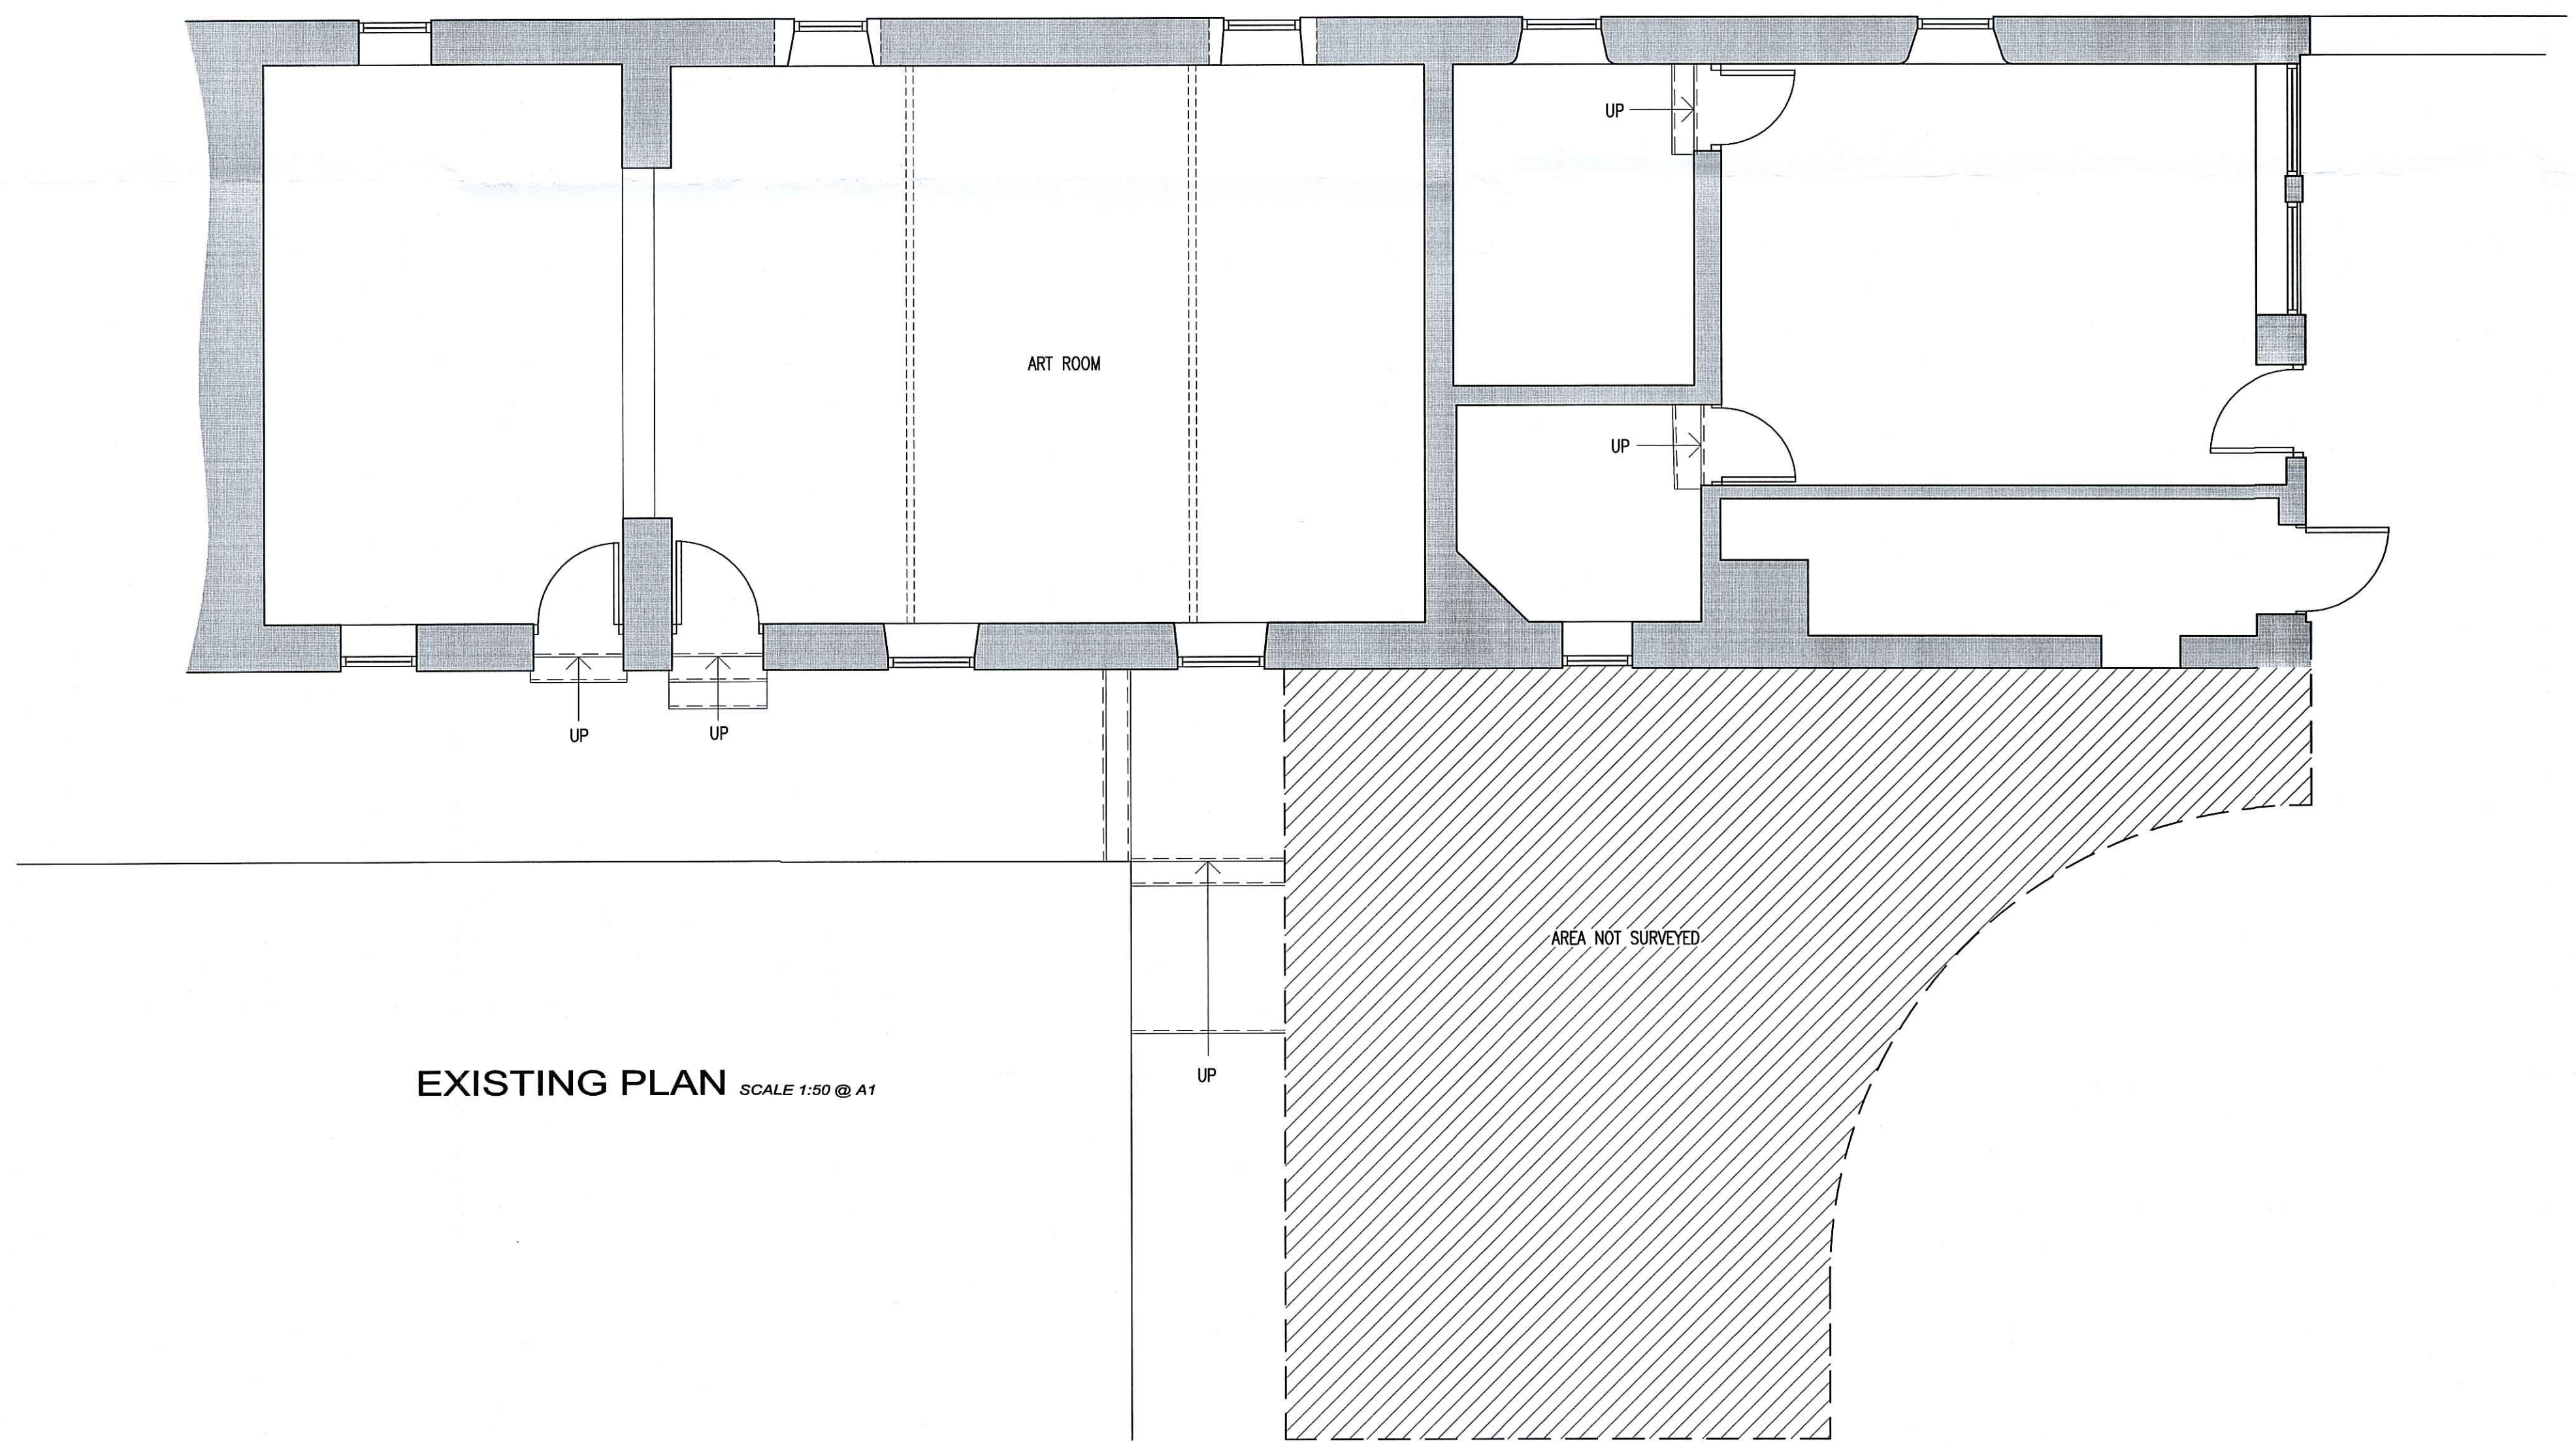 UP
ART ROOM
UP
UP
UP
AREA NOT SURVEYED
EXISTING PLAN SCALE 1:50 @ A1
UP